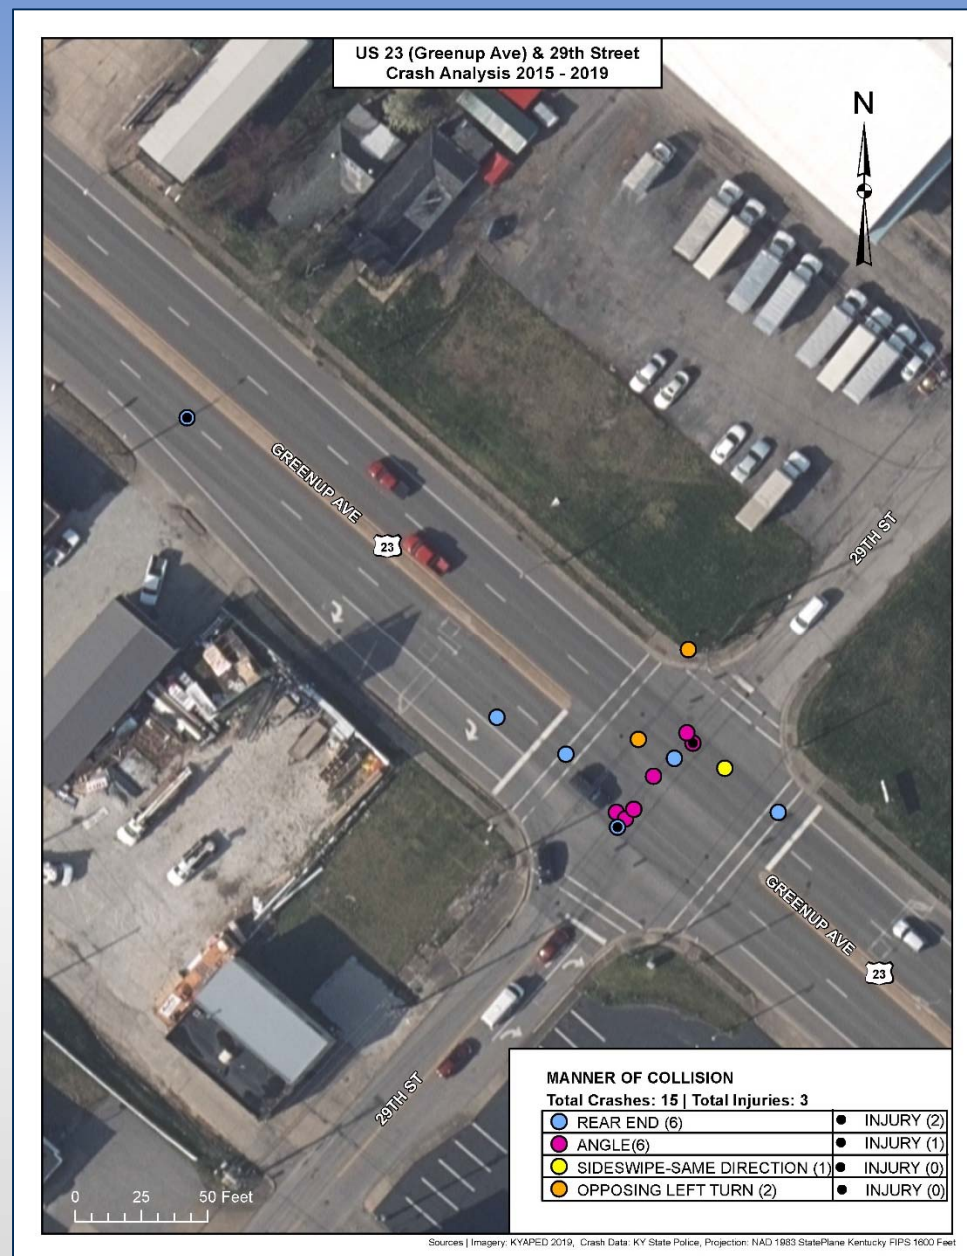 US 23 (Greenup Ave) & 29th Street
Crash Analysis 2015 - 2019
N
GREENUP AVE
23
29TH ST
GREENUP AVE
23
29TH ST
MANNER OF COLLISION
Total Crashes: 15 | Total Injuries: 3
REAR END (6) INJURY (2)
ANGLE(6) INJURY (1)
SIDESWIPE-SAME DIRECTION (1) INJURY (0)
OPPOSING LEFT TURN (2) INJURY (0)
0 25 50 Feet
Sources | Imagery: KYAPED 2019, Crash Data: KY State Police, Projection: NAD 1983 StatePlane Kentucky FIPS 1600 Feet